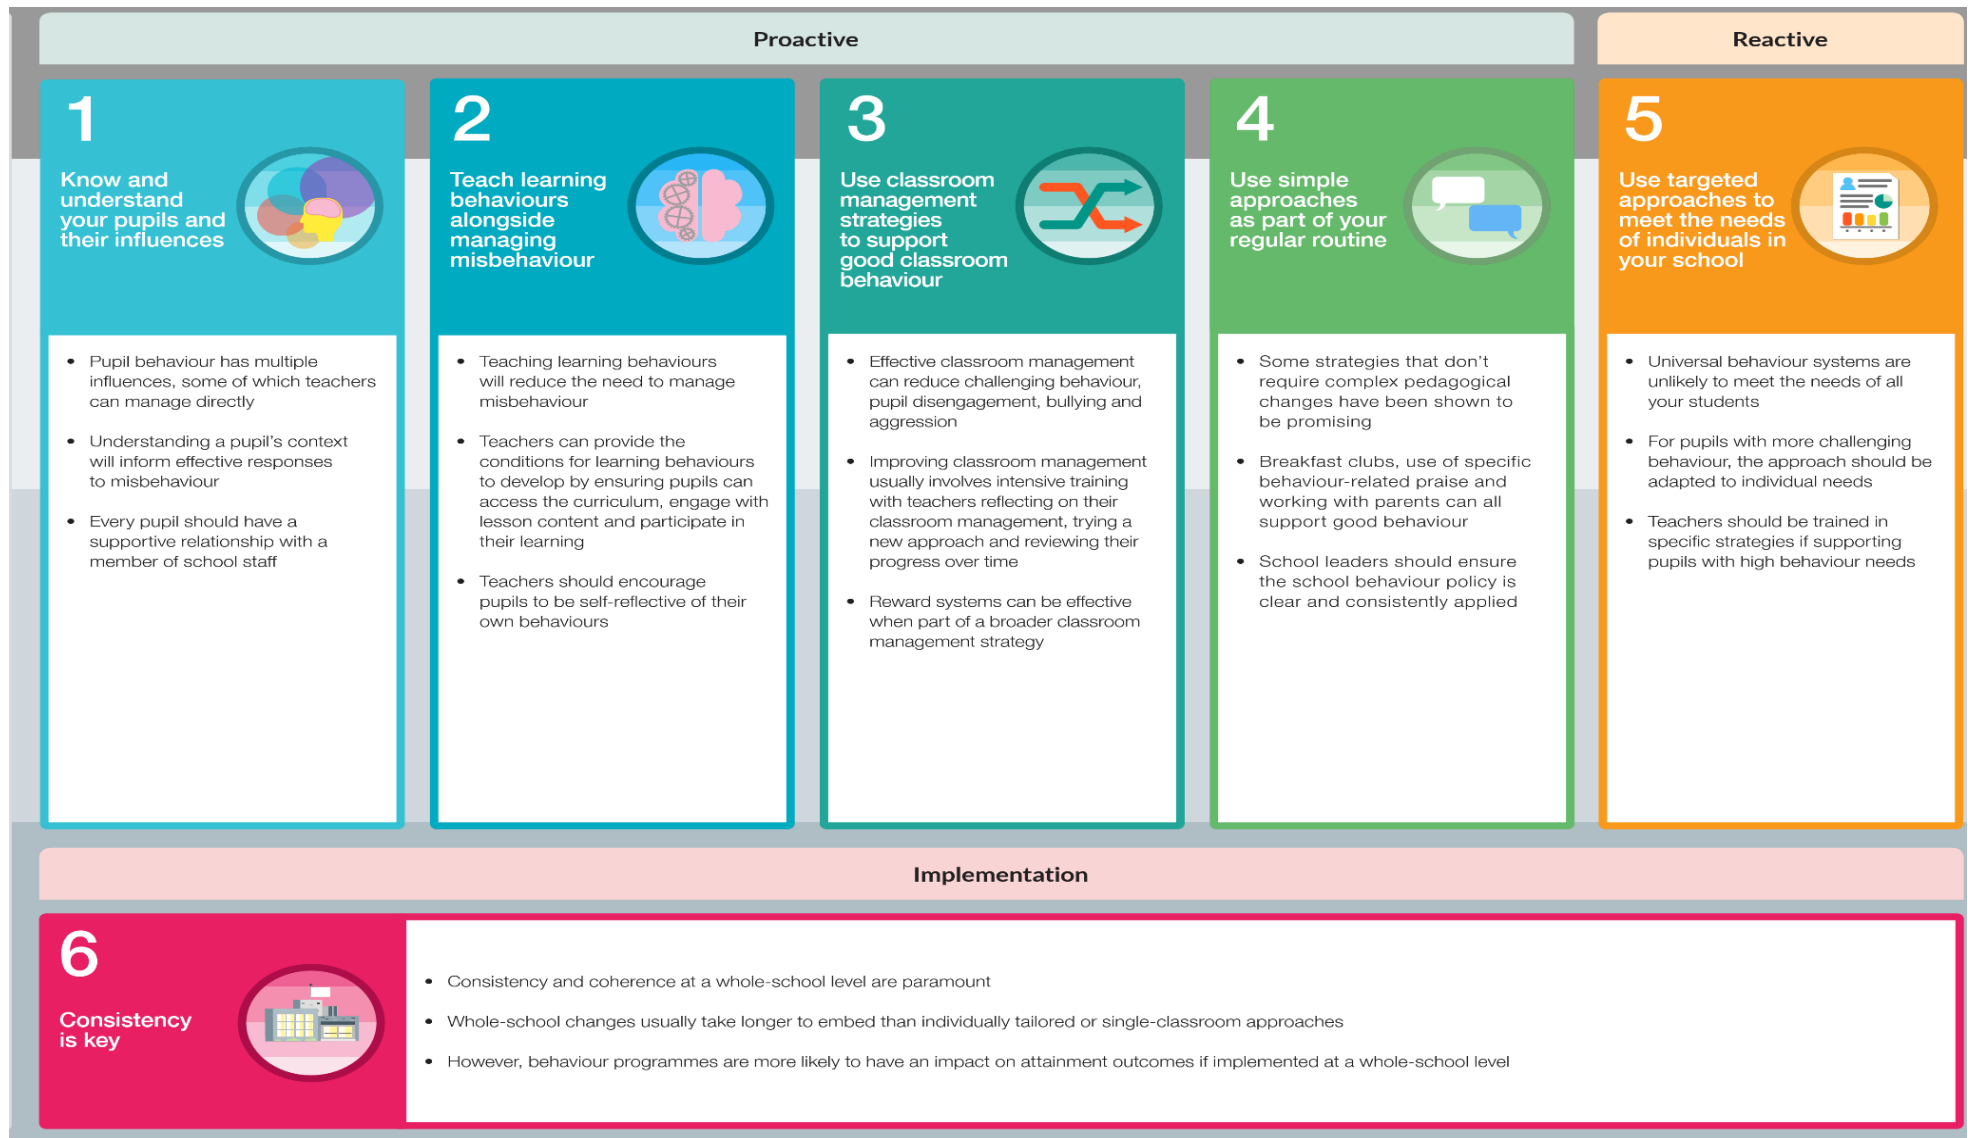 Proactive
Reactive
1
Know and
understand
your pupils and
their influences
• Pupil behaviour has multiple
influences, some of which teachers
can manage directly
• Understanding a pupil's context
will inform effective responses
to misbehaviour
• Every pupil should have a
supportive relationship with a
member of school staff
2
Teach learning
behaviours
alongside
managing
misbehaviour
• Teaching learning behaviours
will reduce the need to manage
misbehaviour
• Teachers can provide the
conditions for learning behaviours
to develop by ensuring pupils can
access the curriculum, engage with
lesson content and participate in
their learning
• Teachers should encourage
pupils to be self-reflective of their
own behaviours
3
Use classroom
management
strategies
to support
good classroom
behaviour
• Effective classroom management
can reduce challenging behaviour,
pupil disengagement, bullying and
aggression
• Improving classroom management
usually involves intensive training
with teachers reflecting on their
classroom management, trying a
new approach and reviewing their
progress over time
• Reward systems can be effective
when part of a broader classroom
management strategy
4
Use simple
approaches
as part of your
regular routine
• Some strategies that don't
require complex pedagogical
changes have been shown to
be promising
• Breakfast clubs, use of specific
behaviour-related praise and
working with parents can all
support good behaviour
• School leaders should ensure
the school behaviour policy is
clear and consistently applied
5
Use targeted
approaches to
meet the needs
of individuals in
your school
• Universal behaviour systems are
unlikely to meet the needs of all
your students
• For pupils with more challenging
behaviour, the approach should be
adapted to individual needs
• Teachers should be trained in
specific strategies if supporting
pupils with high behaviour needs
Implementation
6
Consistency
is key
• Consistency and coherence at a whole-school level are paramount
• Whole-school changes usually take longer to embed than individually tailored or single-classroom approaches
• However, behaviour programmes are more likely to have an impact on attainment outcomes if implemented at a whole-school level